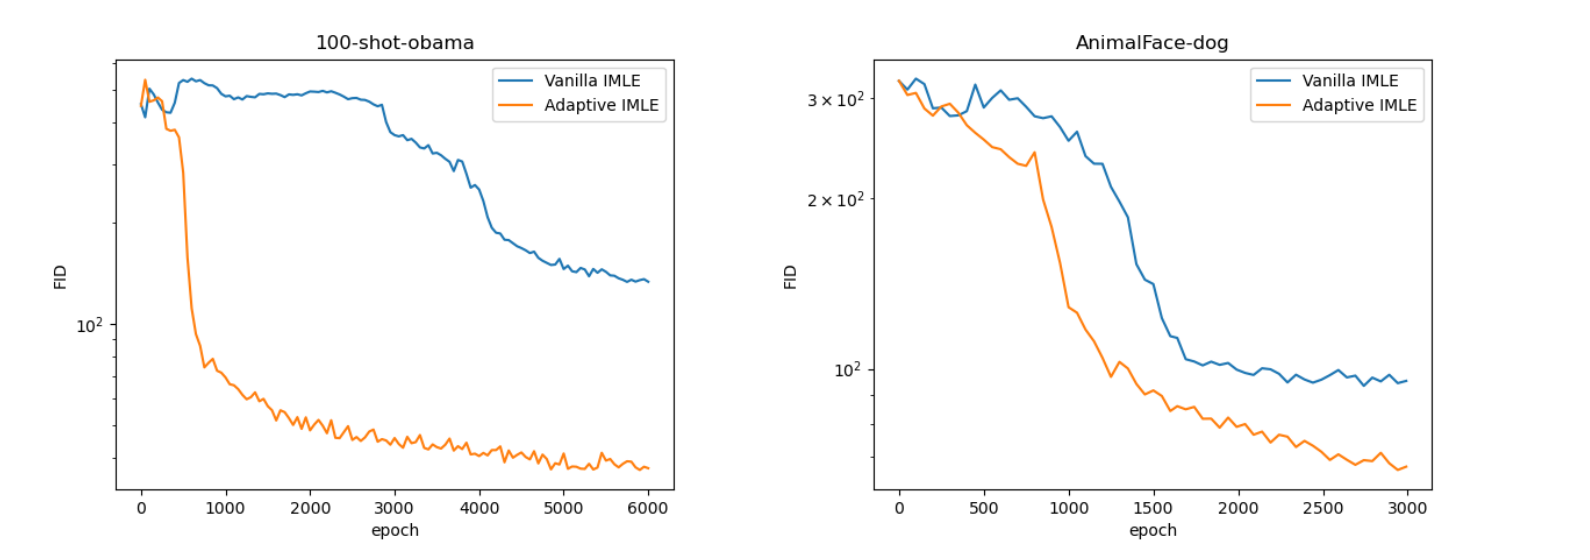 100-shot-obama
Vanilla IMLE
Adaptive IMLE
FID
10²
0 1000 2000 3000 4000 5000 6000
epoch
AnimalFace-dog
Vanilla IMLE
Adaptive IMLE
3 × 10²
2 × 10²
FID
10²
0 500 1000 1500 2000 2500 3000
epoch